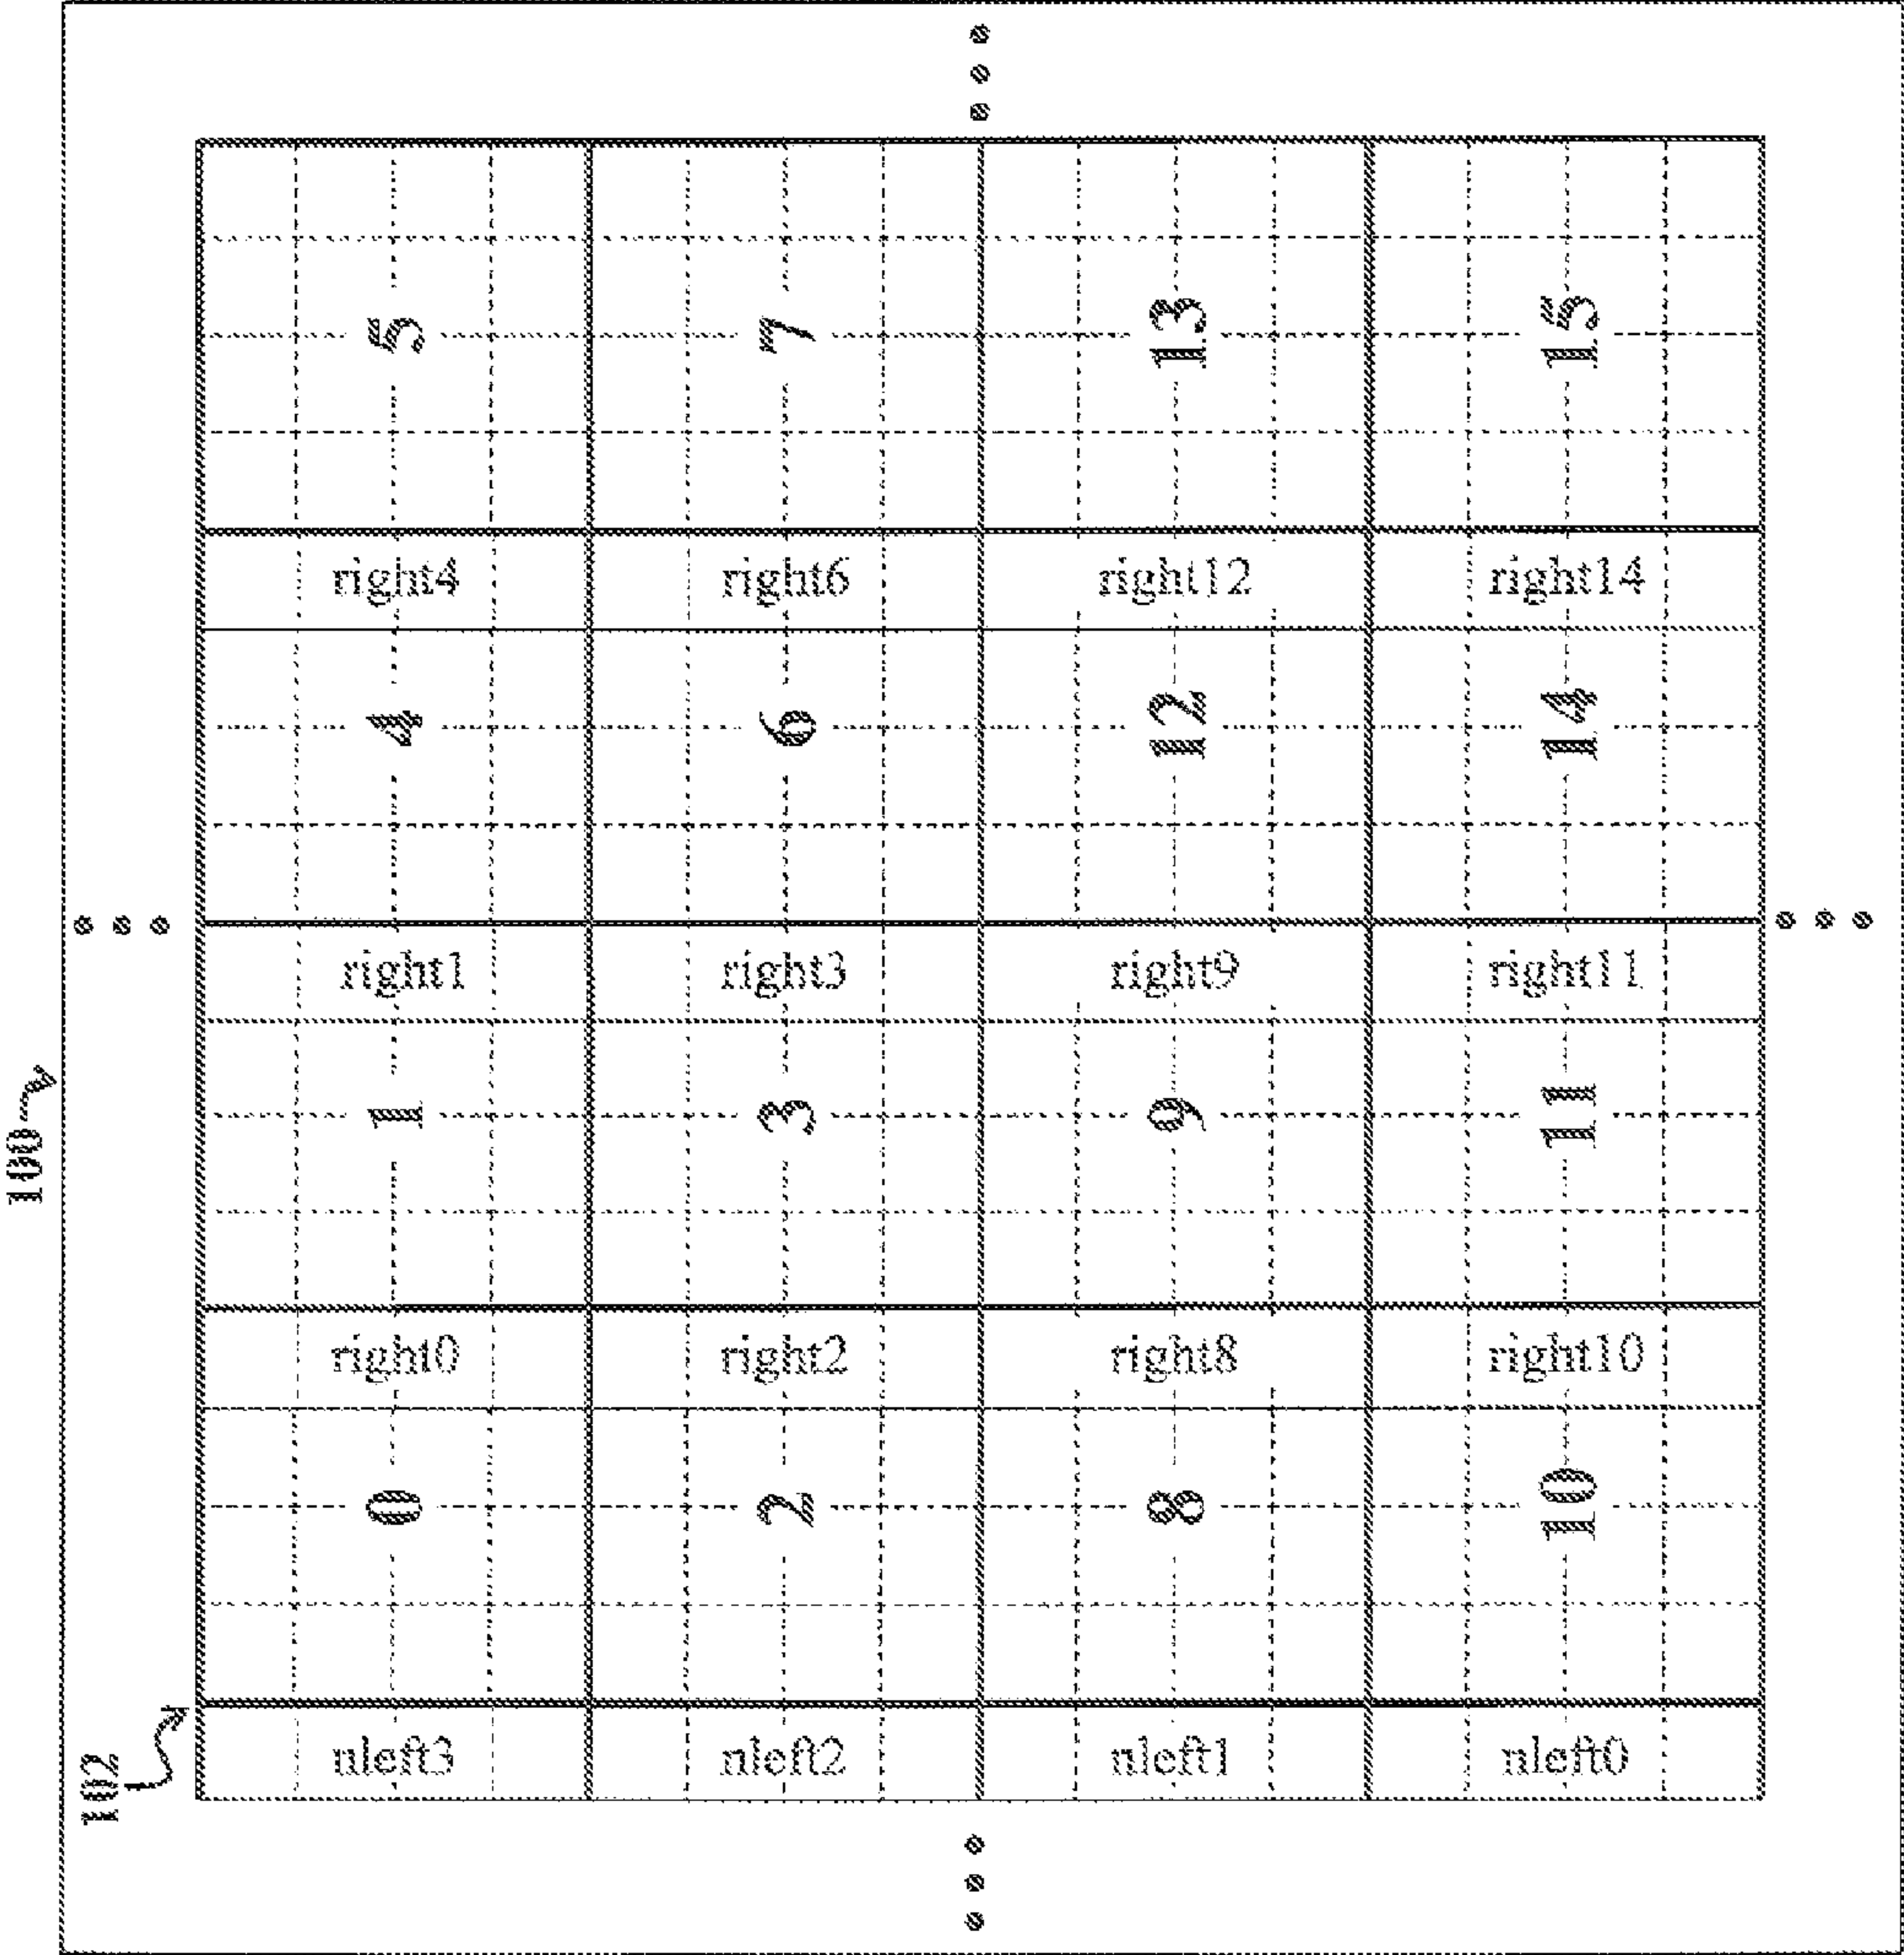 100
5 7 13 15
right4 right6 right12 right14
4 6 12 14
right1 right3 right9 right11
1 3 9 11
right0 right2 right8 right10
0 2 8 10
102
nleft3 nleft2 nleft1 nleft0